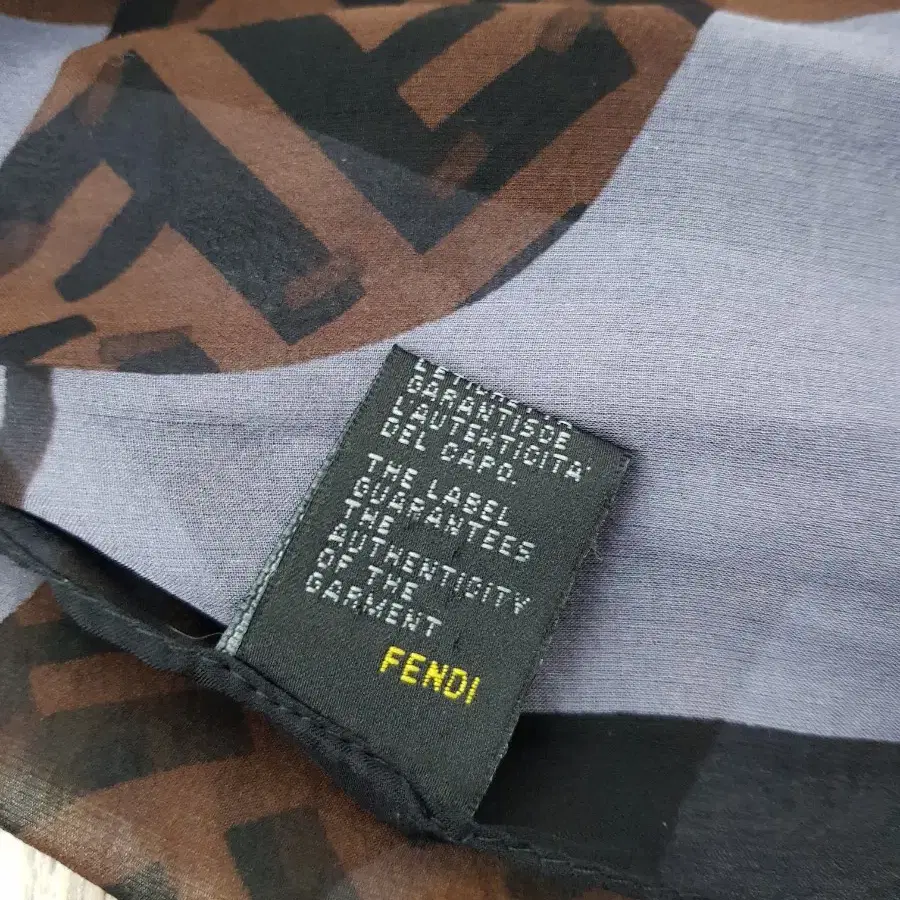 GARANTISCE
L'AUTENTICITA'
DEL CAPO.
THE LABEL
GUARANTEES
THE
AUTHENTICITY
OF THE
GARMENT
FENDI